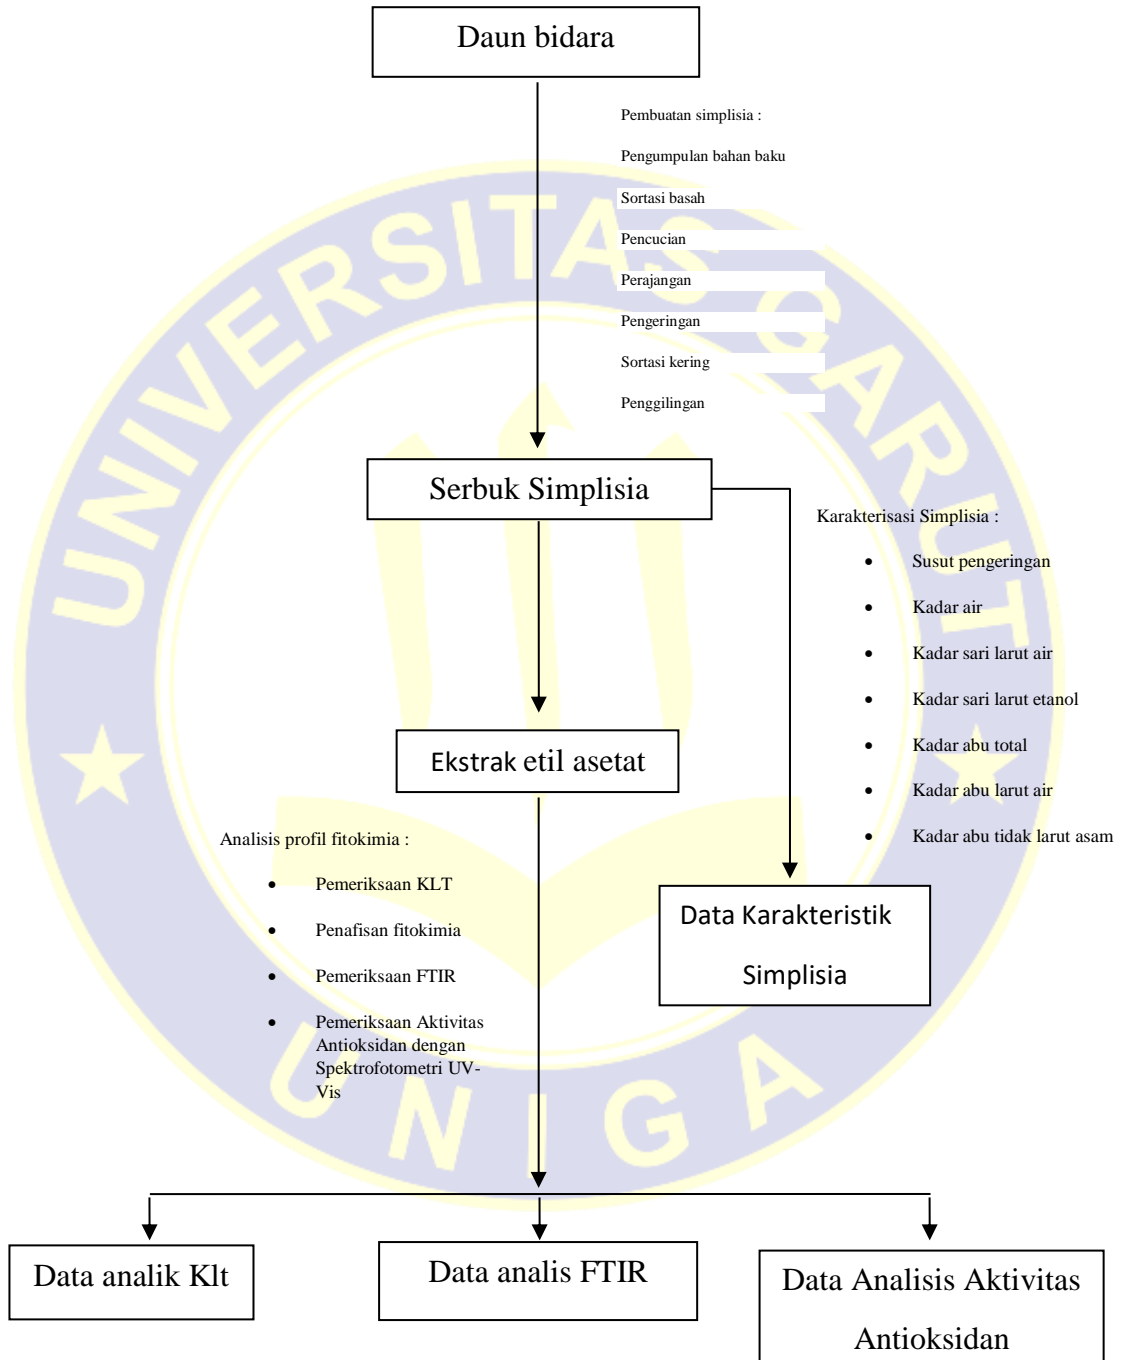 Daun bidara
Pembuatan simplisia :
Pengumpulan bahan baku
Sortasi basah
Pencucian
Perajangan
Pengeringan
Sortasi kering
Penggilingan
Serbuk Simplisia
Karakterisasi Simplisia :
• Susut pengeringan
• Kadar air
• Kadar sari larut air
• Kadar sari larut etanol
• Kadar abu total
• Kadar abu larut air
• Kadar abu tidak larut asam
Ekstrak etil asetat
Analisis profil fitokimia :
• Pemeriksaan KLT
• Penafisan fitokimia
• Pemeriksaan FTIR
• Pemeriksaan Aktivitas
Antioksidan dengan
Spektrofotometri UV-
Vis
Data Karakteristik
Simplisia
Data analik Klt
Data analis FTIR
Data Analisis Aktivitas
Antioksidan
UNIVERSITAS GARUT
UNIGA